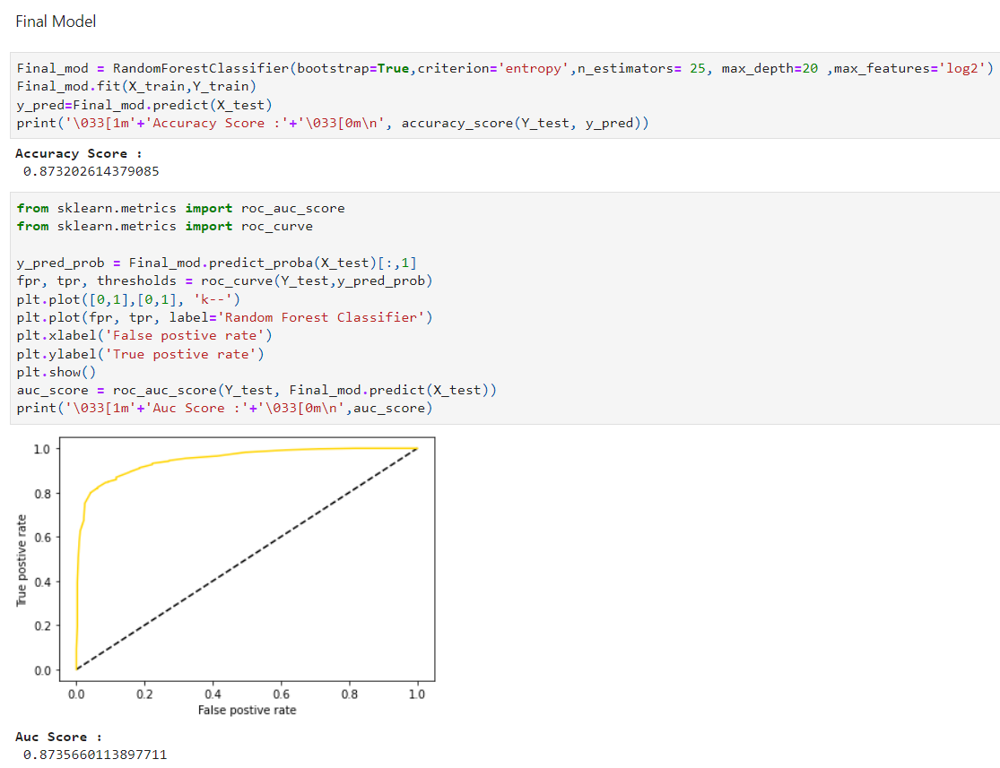 Final Model
Final_mod = RandomForestClassifier(bootstrap=True,criterion='entropy',n_estimators= 25, max_depth=20 ,max_features='log2')
Final_mod.fit(X_train,Y_train)
y_pred=Final_mod.predict(X_test)
print('\033[1m'+'Accuracy Score :'+'\033[0m\n', accuracy_score(Y_test, y_pred))
Accuracy Score :
0.873202614379085
from sklearn.metrics import roc_auc_score
from sklearn.metrics import roc_curve
y_pred_prob = Final_mod.predict_proba(X_test)[:,1]
fpr, tpr, thresholds = roc_curve(Y_test,y_pred_prob)
plt.plot([0,1],[0,1], 'k--')
plt.plot(fpr, tpr, label='Random Forest Classifier')
plt.xlabel('False postive rate')
plt.ylabel('True postive rate')
plt.show()
auc_score = roc_auc_score(Y_test, Final_mod.predict(X_test))
print('\033[1m'+'Auc Score :'+'\033[0m\n',auc_score)
True postive rate
1.0
0.8
0.6
0.4
0.2
0.0
0.0 0.2 0.4 0.6 0.8 1.0
False postive rate
Auc Score :
0.8735660113897711